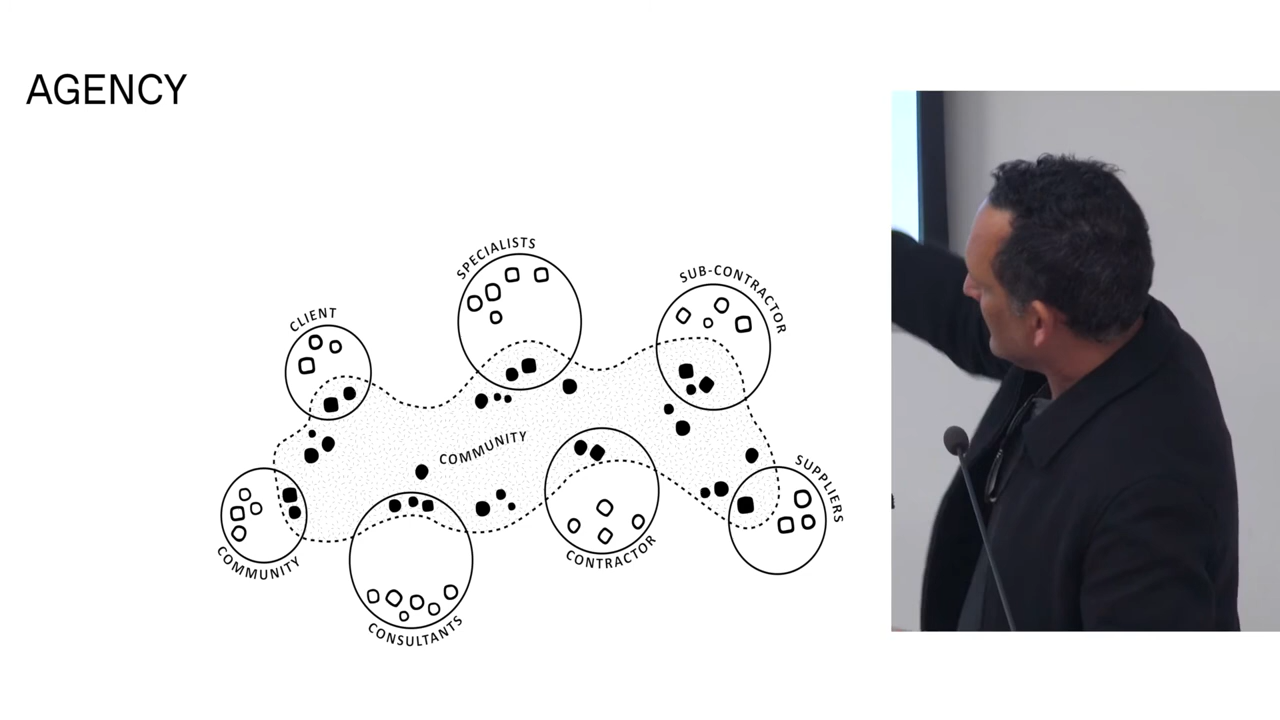 AGENCY
SPECIALISTS
SUB-CONTRACTOR
CLIENT
COMMUNITY
SUPPLIERS
COMMUNITY
CONTRACTOR
CONSULTANTS